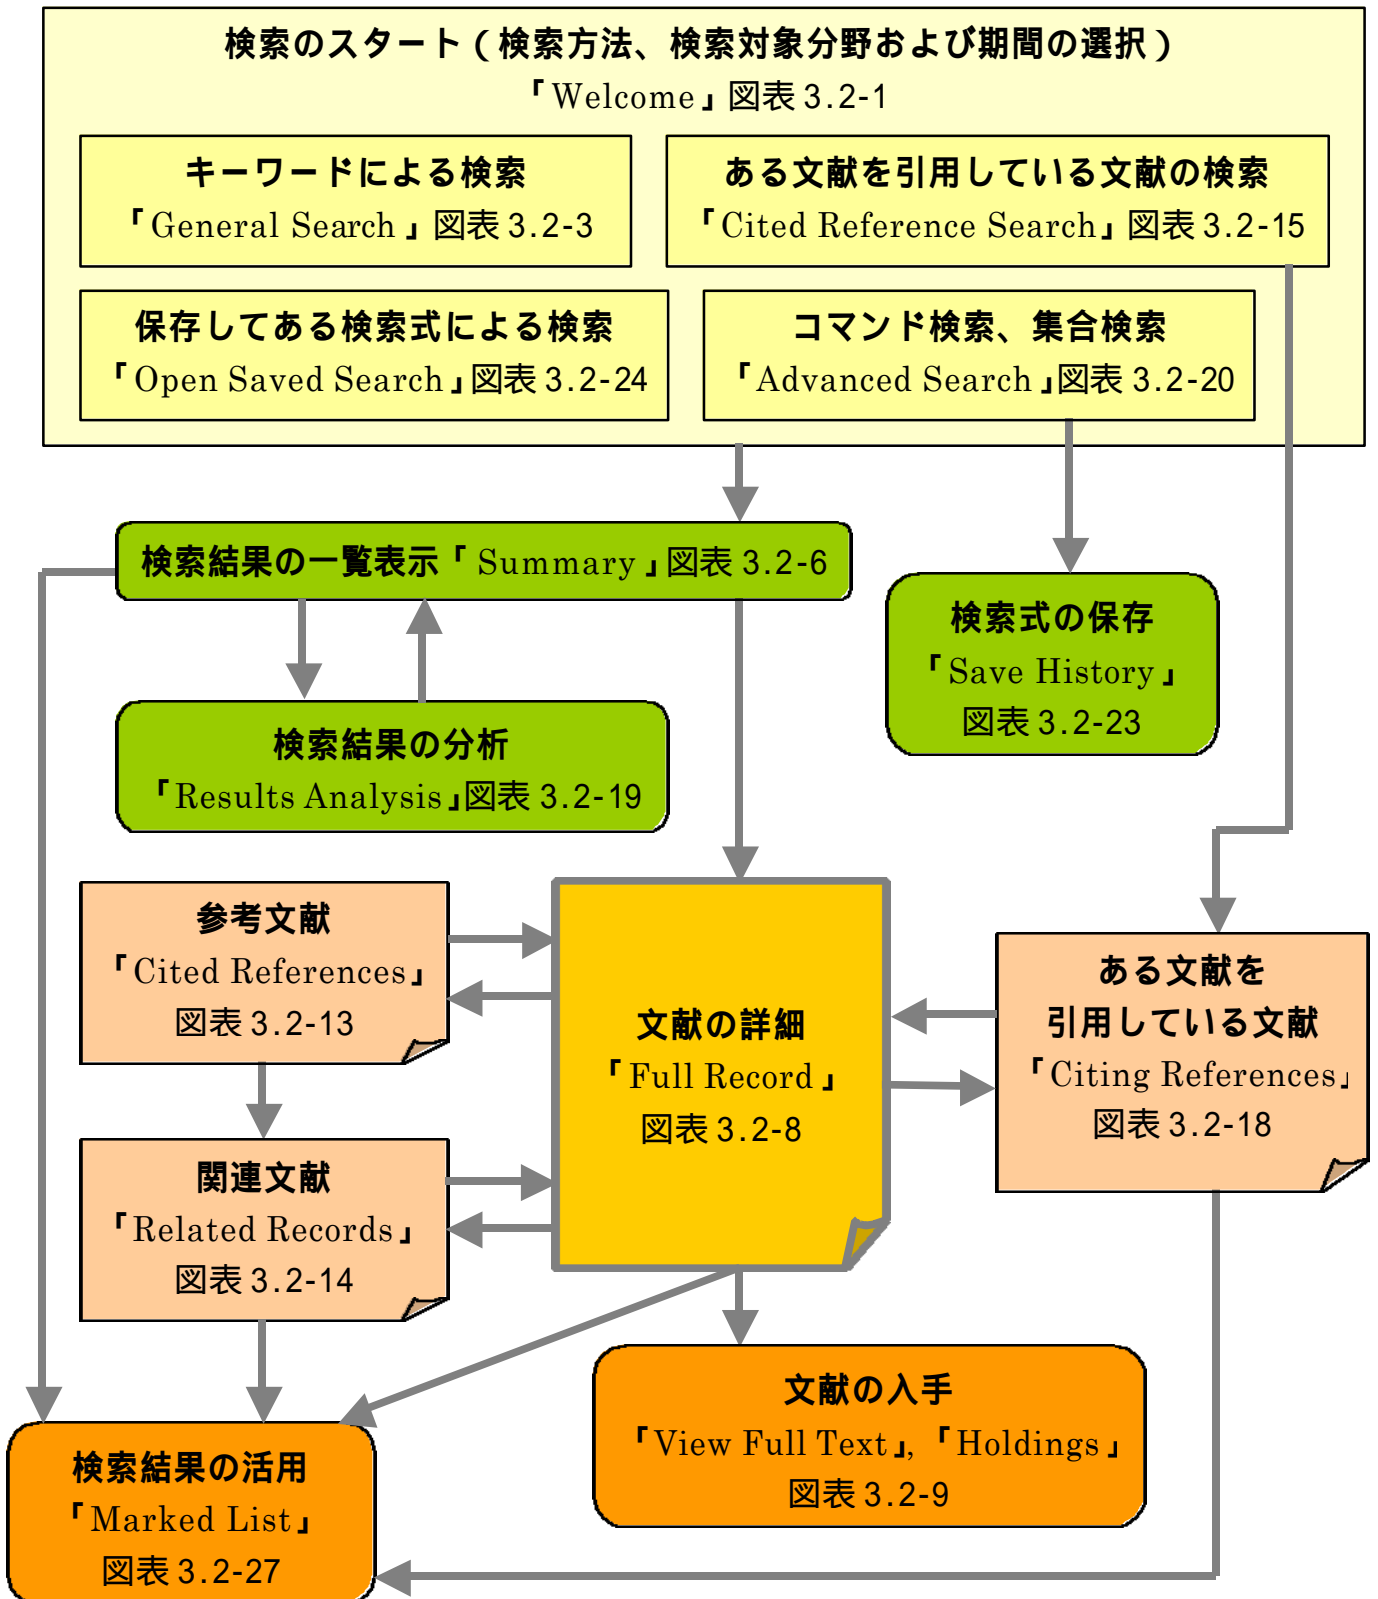 検索のスタート（検索方法、検索対象分野および期間の選択）
「Welcome」図表 3.2-1
キーワードによる検索
「General Search」図表 3.2-3
ある文献を引用している文献の検索
「Cited Reference Search」図表 3.2-15
保存してある検索式による検索
「Open Saved Search」図表 3.2-24
コマンド検索、集合検索
「Advanced Search」図表 3.2-20
検索結果の一覧表示「Summary」図表 3.2-6
検索式の保存
「Save History」
図表 3.2-23
検索結果の分析
「Results Analysis」図表 3.2-19
参考文献
「Cited References」
図表 3.2-13
文献の詳細
「Full Record」
図表 3.2-8
ある文献を
引用している文献
「Citing References」
図表 3.2-18
関連文献
「Related Records」
図表 3.2-14
文献の入手
「View Full Text」,「Holdings」
図表 3.2-9
検索結果の活用
「Marked List」
図表 3.2-27